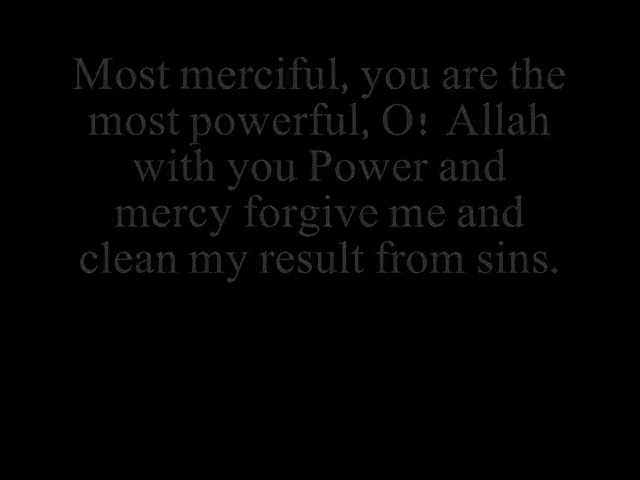 Most merciful, you are the
most powerful, O! Allah
with you Power and
mercy forgive me and
clean my result from sins.